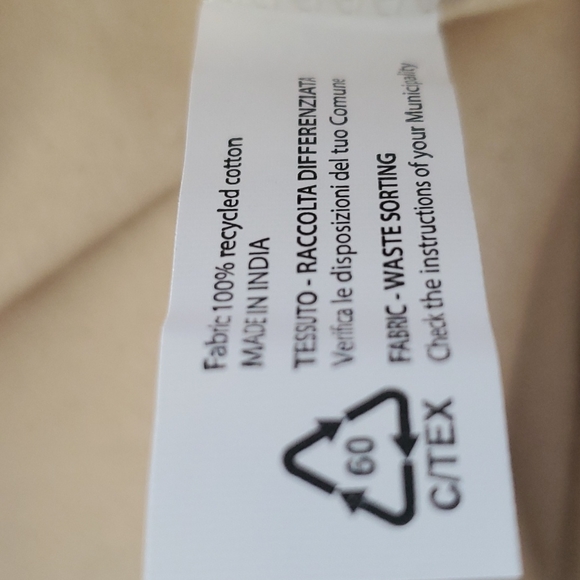 Fabric 100% recycled cotton
MADE IN INDIA
TESSUTO - RACCOLTA DIFFERENZIATA
Verifica le disposizioni del tuo Comune
FABRIC - WASTE SORTING
Check the instructions of your Municipality
60
C/TEX